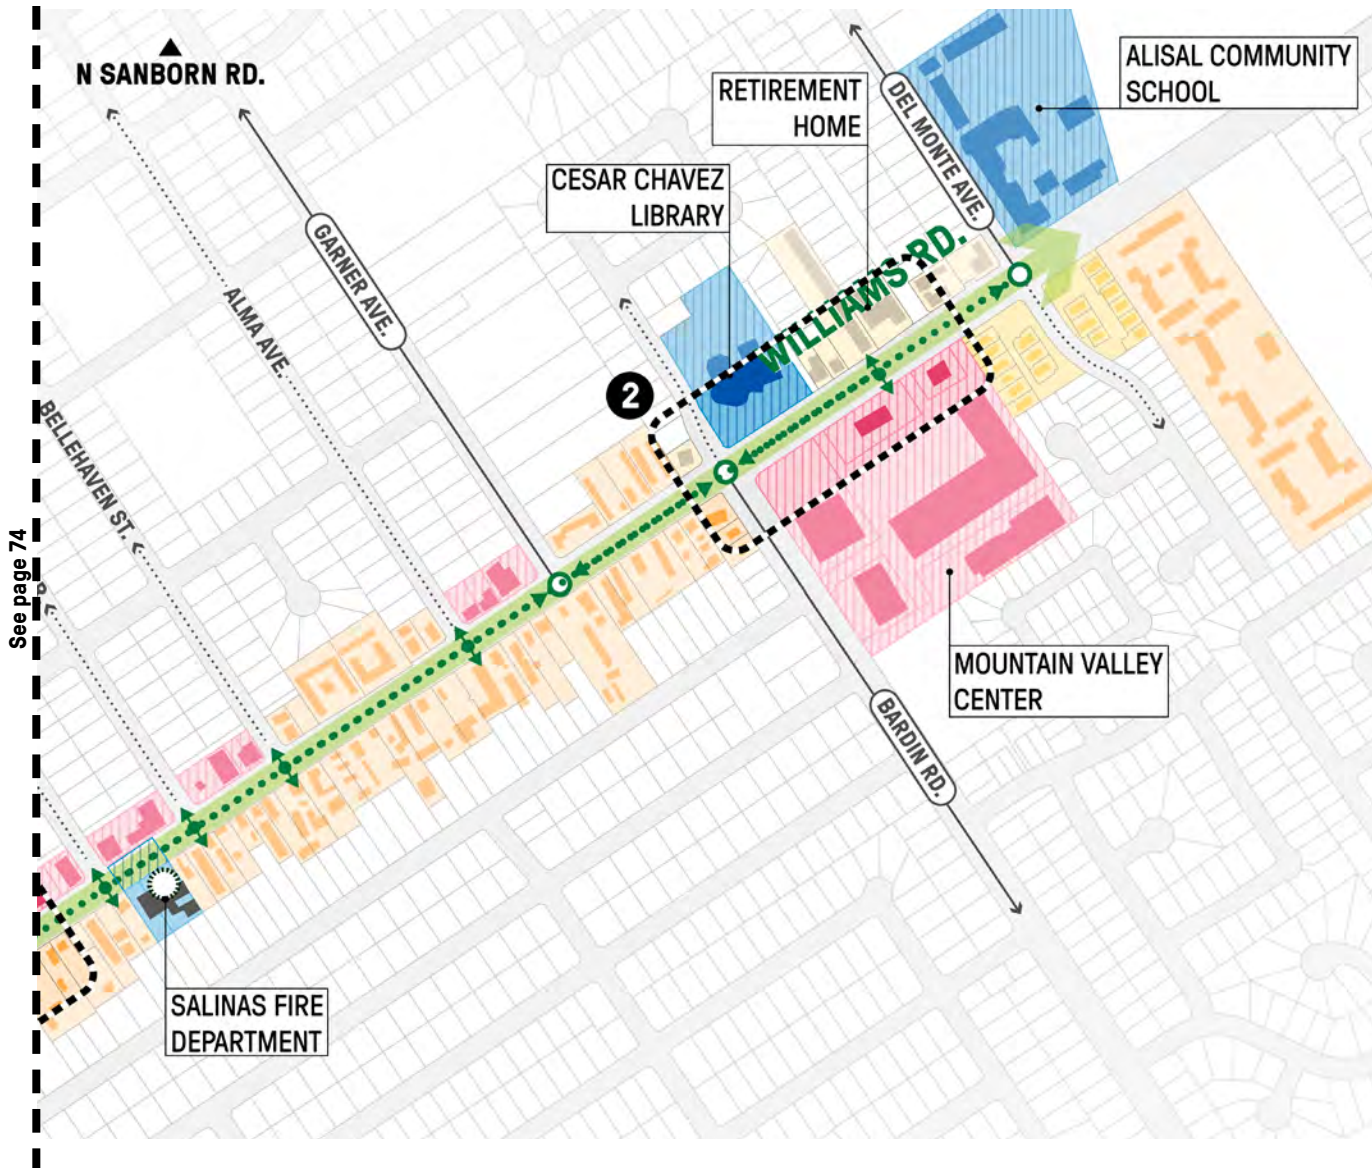 N SANBORN RD.
ALISAL COMMUNITY
SCHOOL
RETIREMENT
HOME
DEL MONTE AVE.
CESAR CHAVEZ
LIBRARY
WILLIAMS RD.
GARNER AVE.
ALMA AVE.
2
BELLEHAVEN ST.
See page 74
MOUNTAIN VALLEY
CENTER
BARDIN RD.
SALINAS FIRE
DEPARTMENT